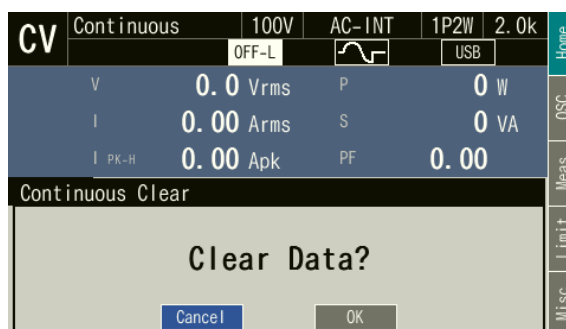 CV Continuous 100V AC-INT 1P2W 2.0k
OFF-L USB
V 0.0 Vrms P 0 W
I 0.00 Arms S 0 VA
I PK-H 0.00 Apk PF 0.00
Continuous Clear
Clear Data?
Cancel OK
Home
OSC
Meas
Limit
Misc